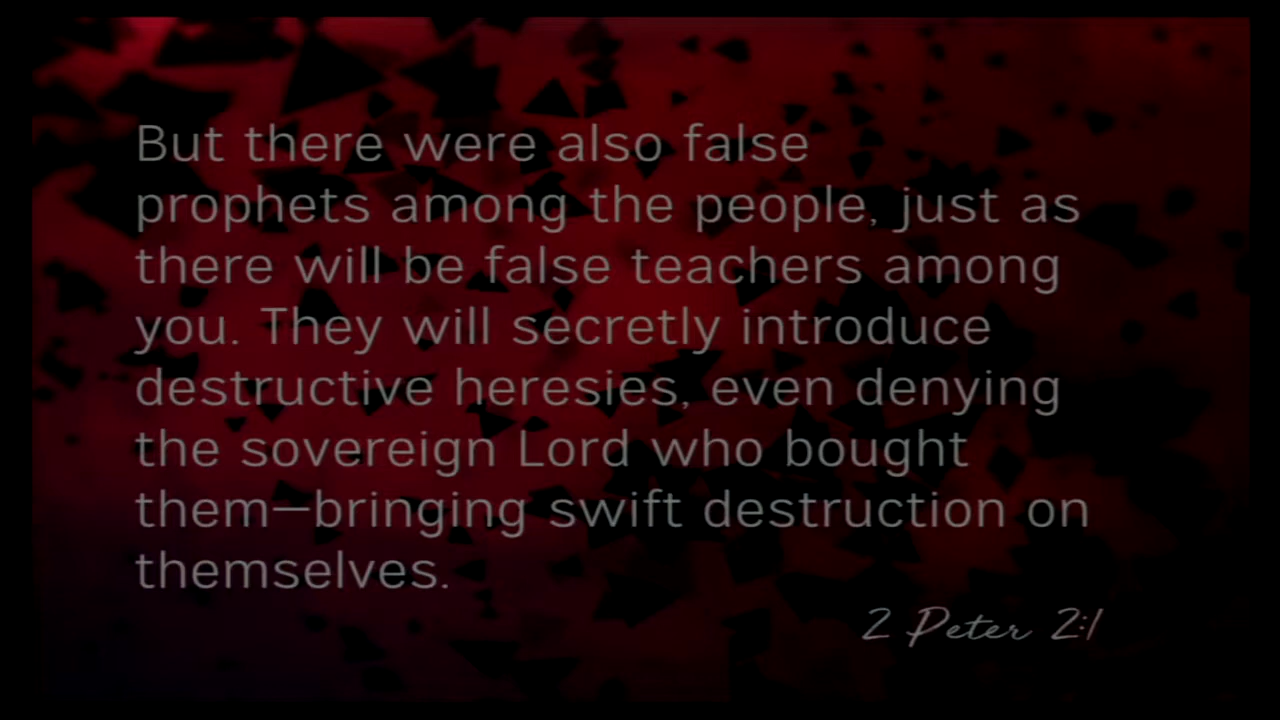 But there were also false
prophets among the people, just as
there will be false teachers among
you. They will secretly introduce
destructive heresies, even denying
the sovereign Lord who bought
them—bringing swift destruction on
themselves.
2 Peter 2:1